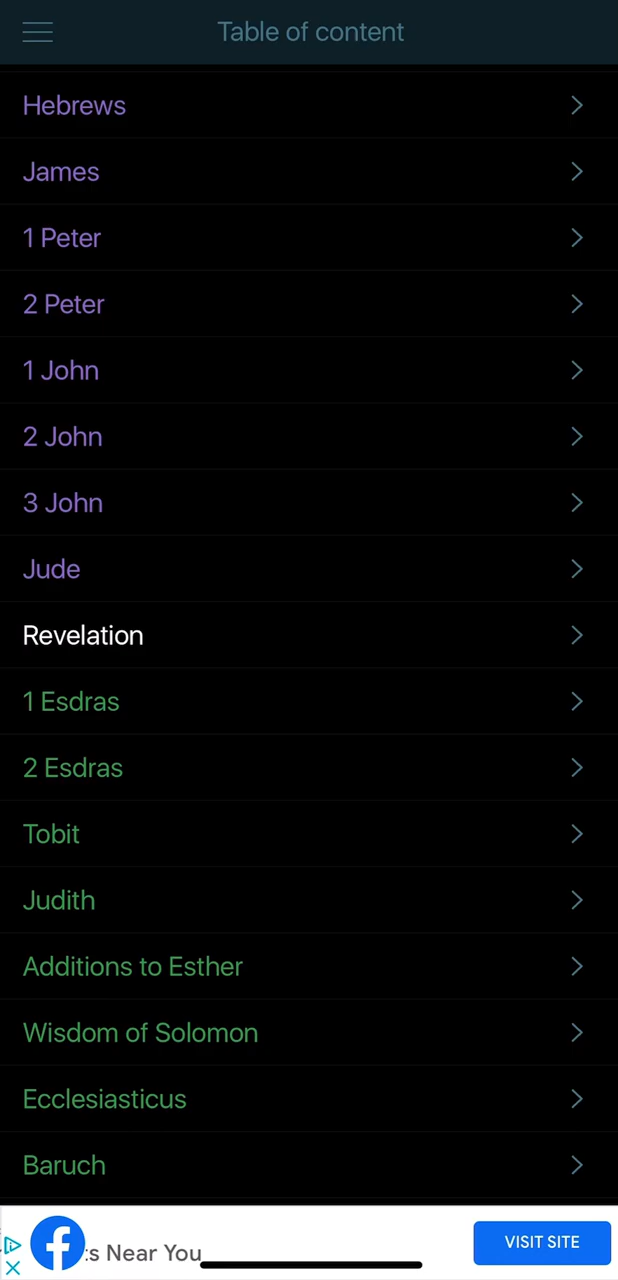 Table of content
Hebrews
James
1 Peter
2 Peter
1 John
2 John
3 John
Jude
Revelation
1 Esdras
2 Esdras
Tobit
Judith
Additions to Esther
Wisdom of Solomon
Ecclesiasticus
Baruch
s Near You
VISIT SITE